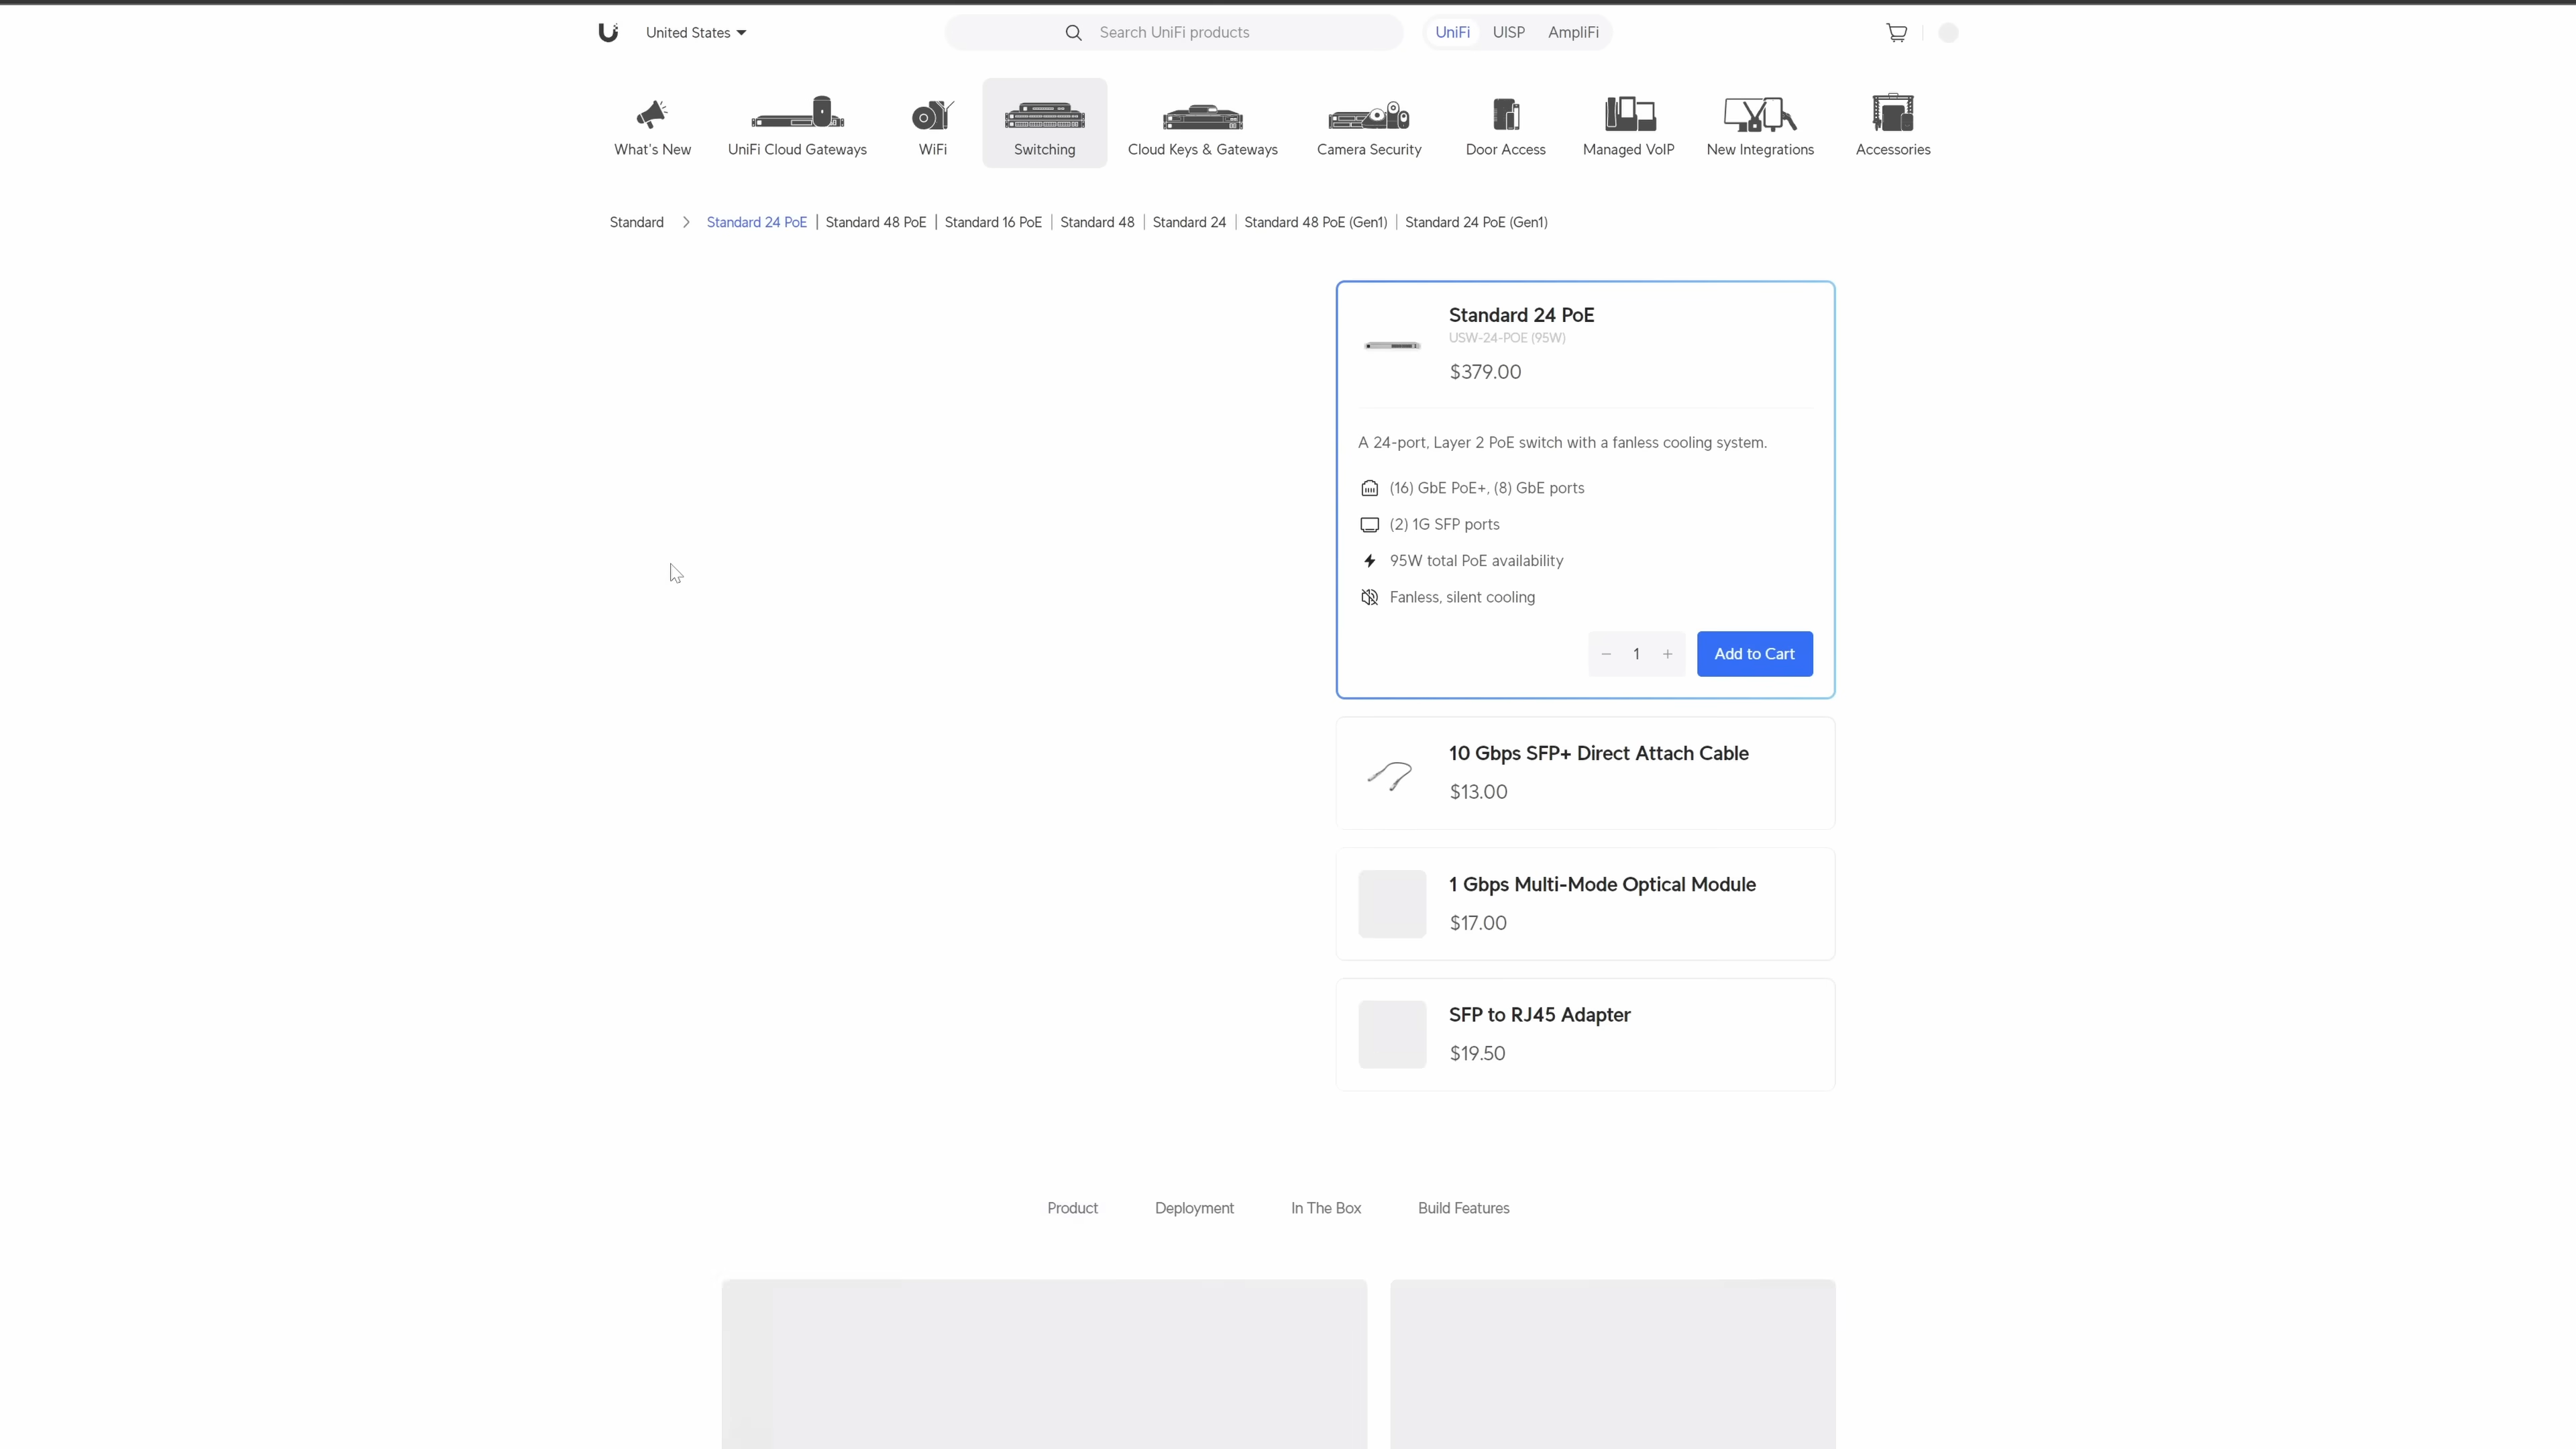 United States
Search UniFi products
UniFi UISP AmpliFi
What's New
UniFi Cloud Gateways
WiFi
Switching
Cloud Keys & Gateways
Camera Security
Door Access
Managed VoIP
New Integrations
Accessories
Standard > Standard 24 PoE | Standard 48 PoE | Standard 16 PoE | Standard 48 | Standard 24 | Standard 48 PoE (Gen1) | Standard 24 PoE (Gen1)
Standard 24 PoE
USW-24-POE (95W)
$379.00
A 24-port, Layer 2 PoE switch with a fanless cooling system.
(16) GbE PoE+, (8) GbE ports
(2) 1G SFP ports
95W total PoE availability
Fanless, silent cooling
− 1 + Add to Cart
10 Gbps SFP+ Direct Attach Cable
$13.00
1 Gbps Multi-Mode Optical Module
$17.00
SFP to RJ45 Adapter
$19.50
Product Deployment In The Box Build Features